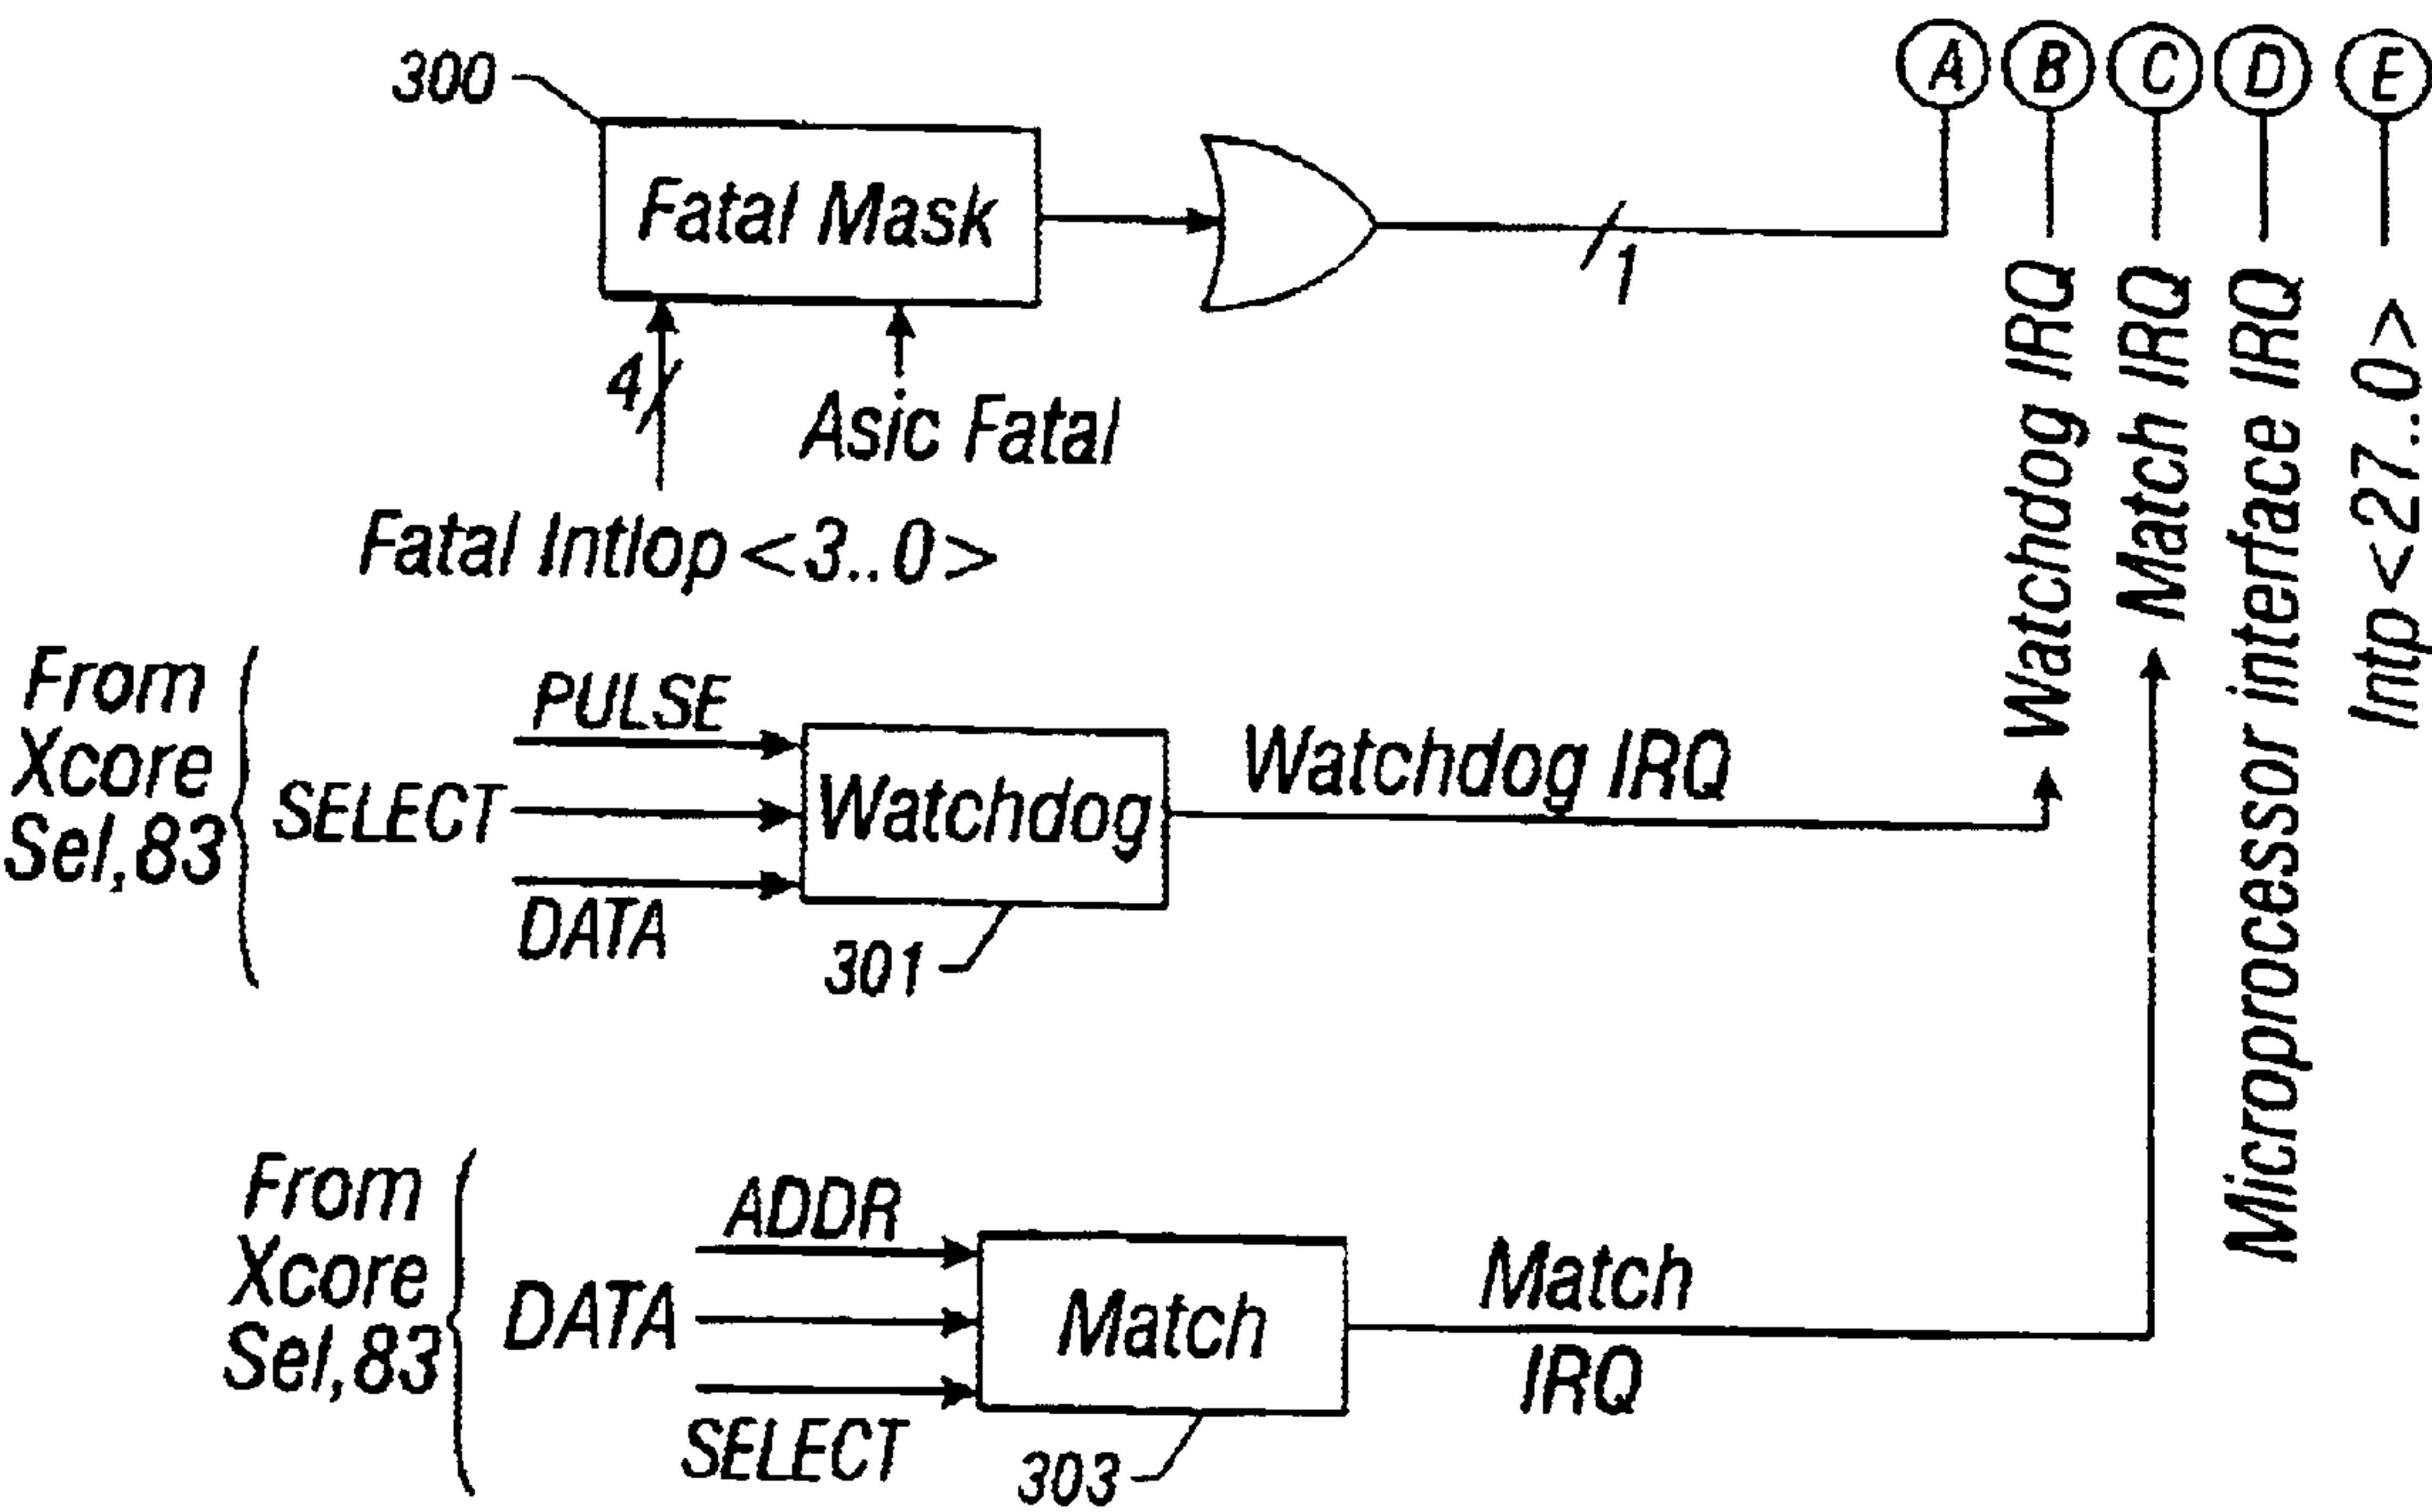 A B C D E
300
Fatal Mask
1
4
Asic Fatal
Fatal Intlop <3..0>
Watchdog IRQ
Match IRQ
Microprocessor interface IRQ
Intp <27..0>
From
Xcore
Sel,83
PULSE
SELECT
DATA
Watchdog
301
Watchdog IRQ
From
Xcore
Sel,83
ADDR
DATA
SELECT
Match
303
Match
IRQ